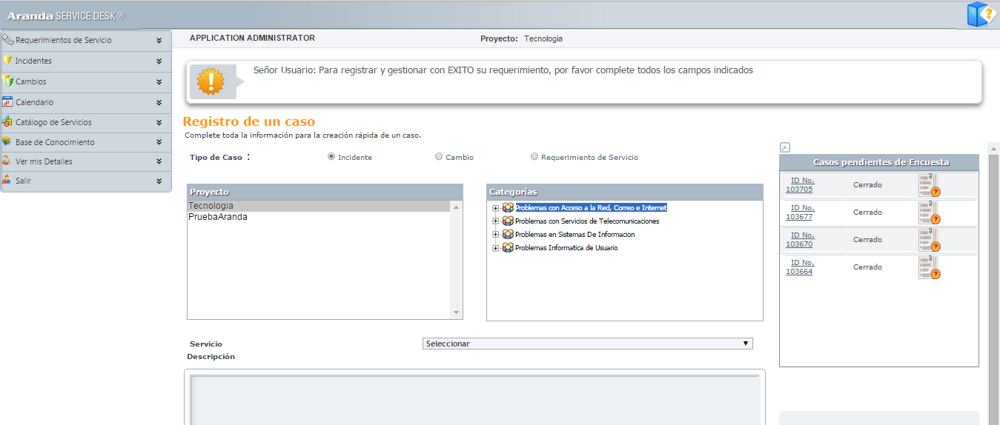 Aranda SERVICE DESK ®
Requerimientos de Servicio
Incidentes
Cambios
Calendario
Catálogo de Servicios
Base de Conocimiento
Ver mis Detalles
Salir
APPLICATION ADMINISTRATOR
Proyecto: Tecnologia
Señor Usuario: Para registrar y gestionar con EXITO su requerimiento, por favor complete todos los campos indicados
Registro de un caso
Complete toda la información para la creación rápida de un caso.
Tipo de Caso : Incidente Cambio Requerimiento de Servicio
Proyecto
Tecnologia
PruebaAranda
Categorías
Problemas con Acceso a la Red, Correo e Internet
Problemas con Servicios de Telecomunicaciones
Problemas en Sistemas De Informacion
Problemas Informatica de Usuario
Servicio Seleccionar
Descripción
Casos pendientes de Encuesta
ID No.
103705 Cerrado
ID No.
103677 Cerrado
ID No.
103670 Cerrado
ID No.
103664 Cerrado